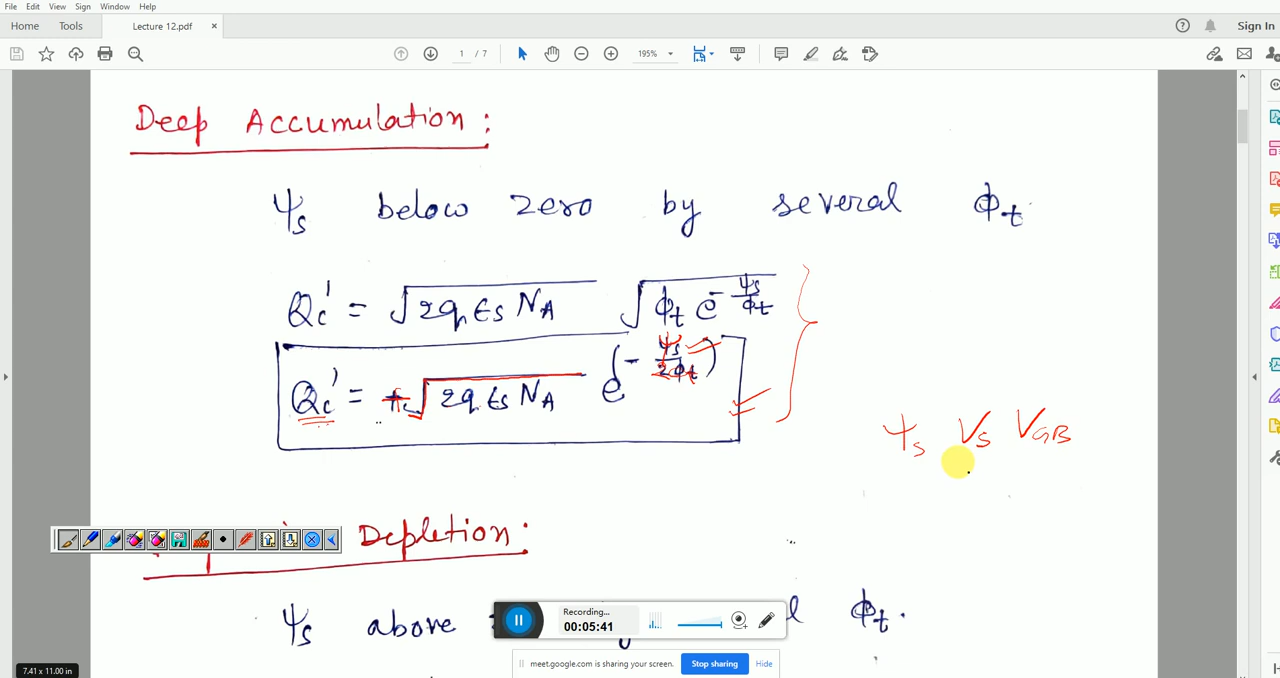 File Edit View Sign Window Help
Home Tools Lecture 12.pdf × Sign In
1 / 7 195%
Deep Accumulation:
ψs below zero by several Φt
Qc' = √2qϵsNA √Φt e^-ψs/Φt
Qc' = +√2qϵsNA e^(-ψs/2Φt)
ψs Vs VGB
Depletion:
ψs above Φt.
Recording...
00:05:41
meet.google.com is sharing your screen. Stop sharing Hide
7.41 x 11.00 in